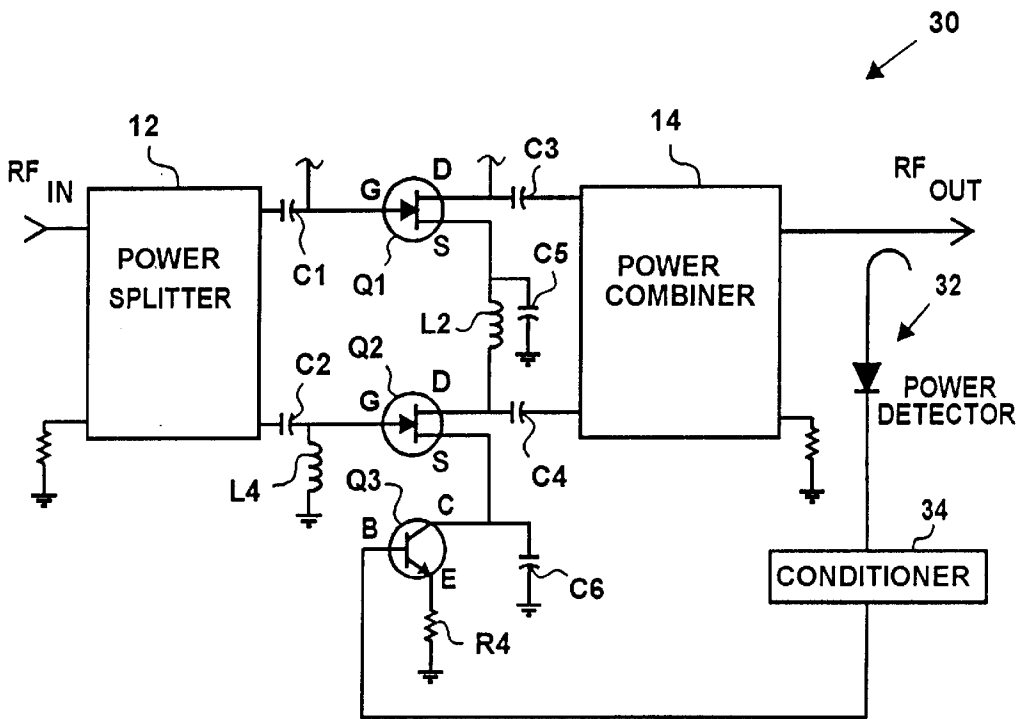 30
12
14
RF IN
G
D
C3
RF OUT
POWER SPLITTER
C1
Q1
S
C5
POWER COMBINER
32
L2
C2
Q2
D
G
POWER DETECTOR
L4
S
C4
Q3
C
B
34
E
C6
CONDITIONER
R4